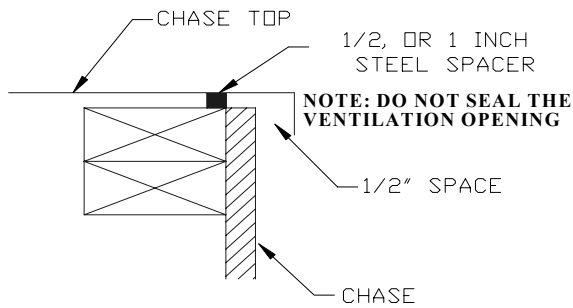 CHASE TOP
1/2, OR 1 INCH
STEEL SPACER
NOTE: DO NOT SEAL THE
VENTILATION OPENING
1/2" SPACE
CHASE